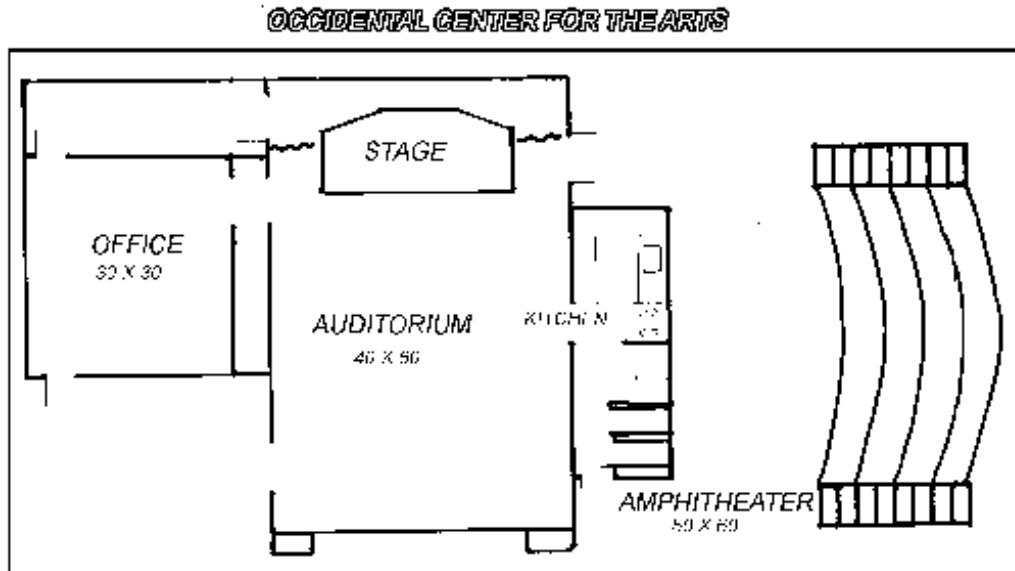 OCCIDENTAL CENTER FOR THE ARTS
STAGE
OFFICE
30 X 30
AUDITORIUM
KITCHEN
AMPHITHEATER